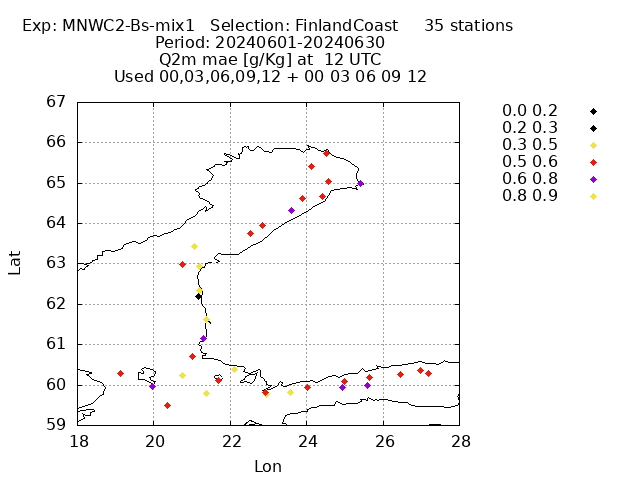 Exp: MNWC2-Bs-mix1   Selection: FinlandCoast     35 stations
Period: 20240601-20240630
Q2m mae [g/Kg] at  12 UTC
Used 00,03,06,09,12 + 00 03 06 09 12
67
66
65
64
63
62
61
60
59
Lat
18 20 22 24 26 28
Lon
0.0 0.2
0.2 0.3
0.3 0.5
0.5 0.6
0.6 0.8
0.8 0.9